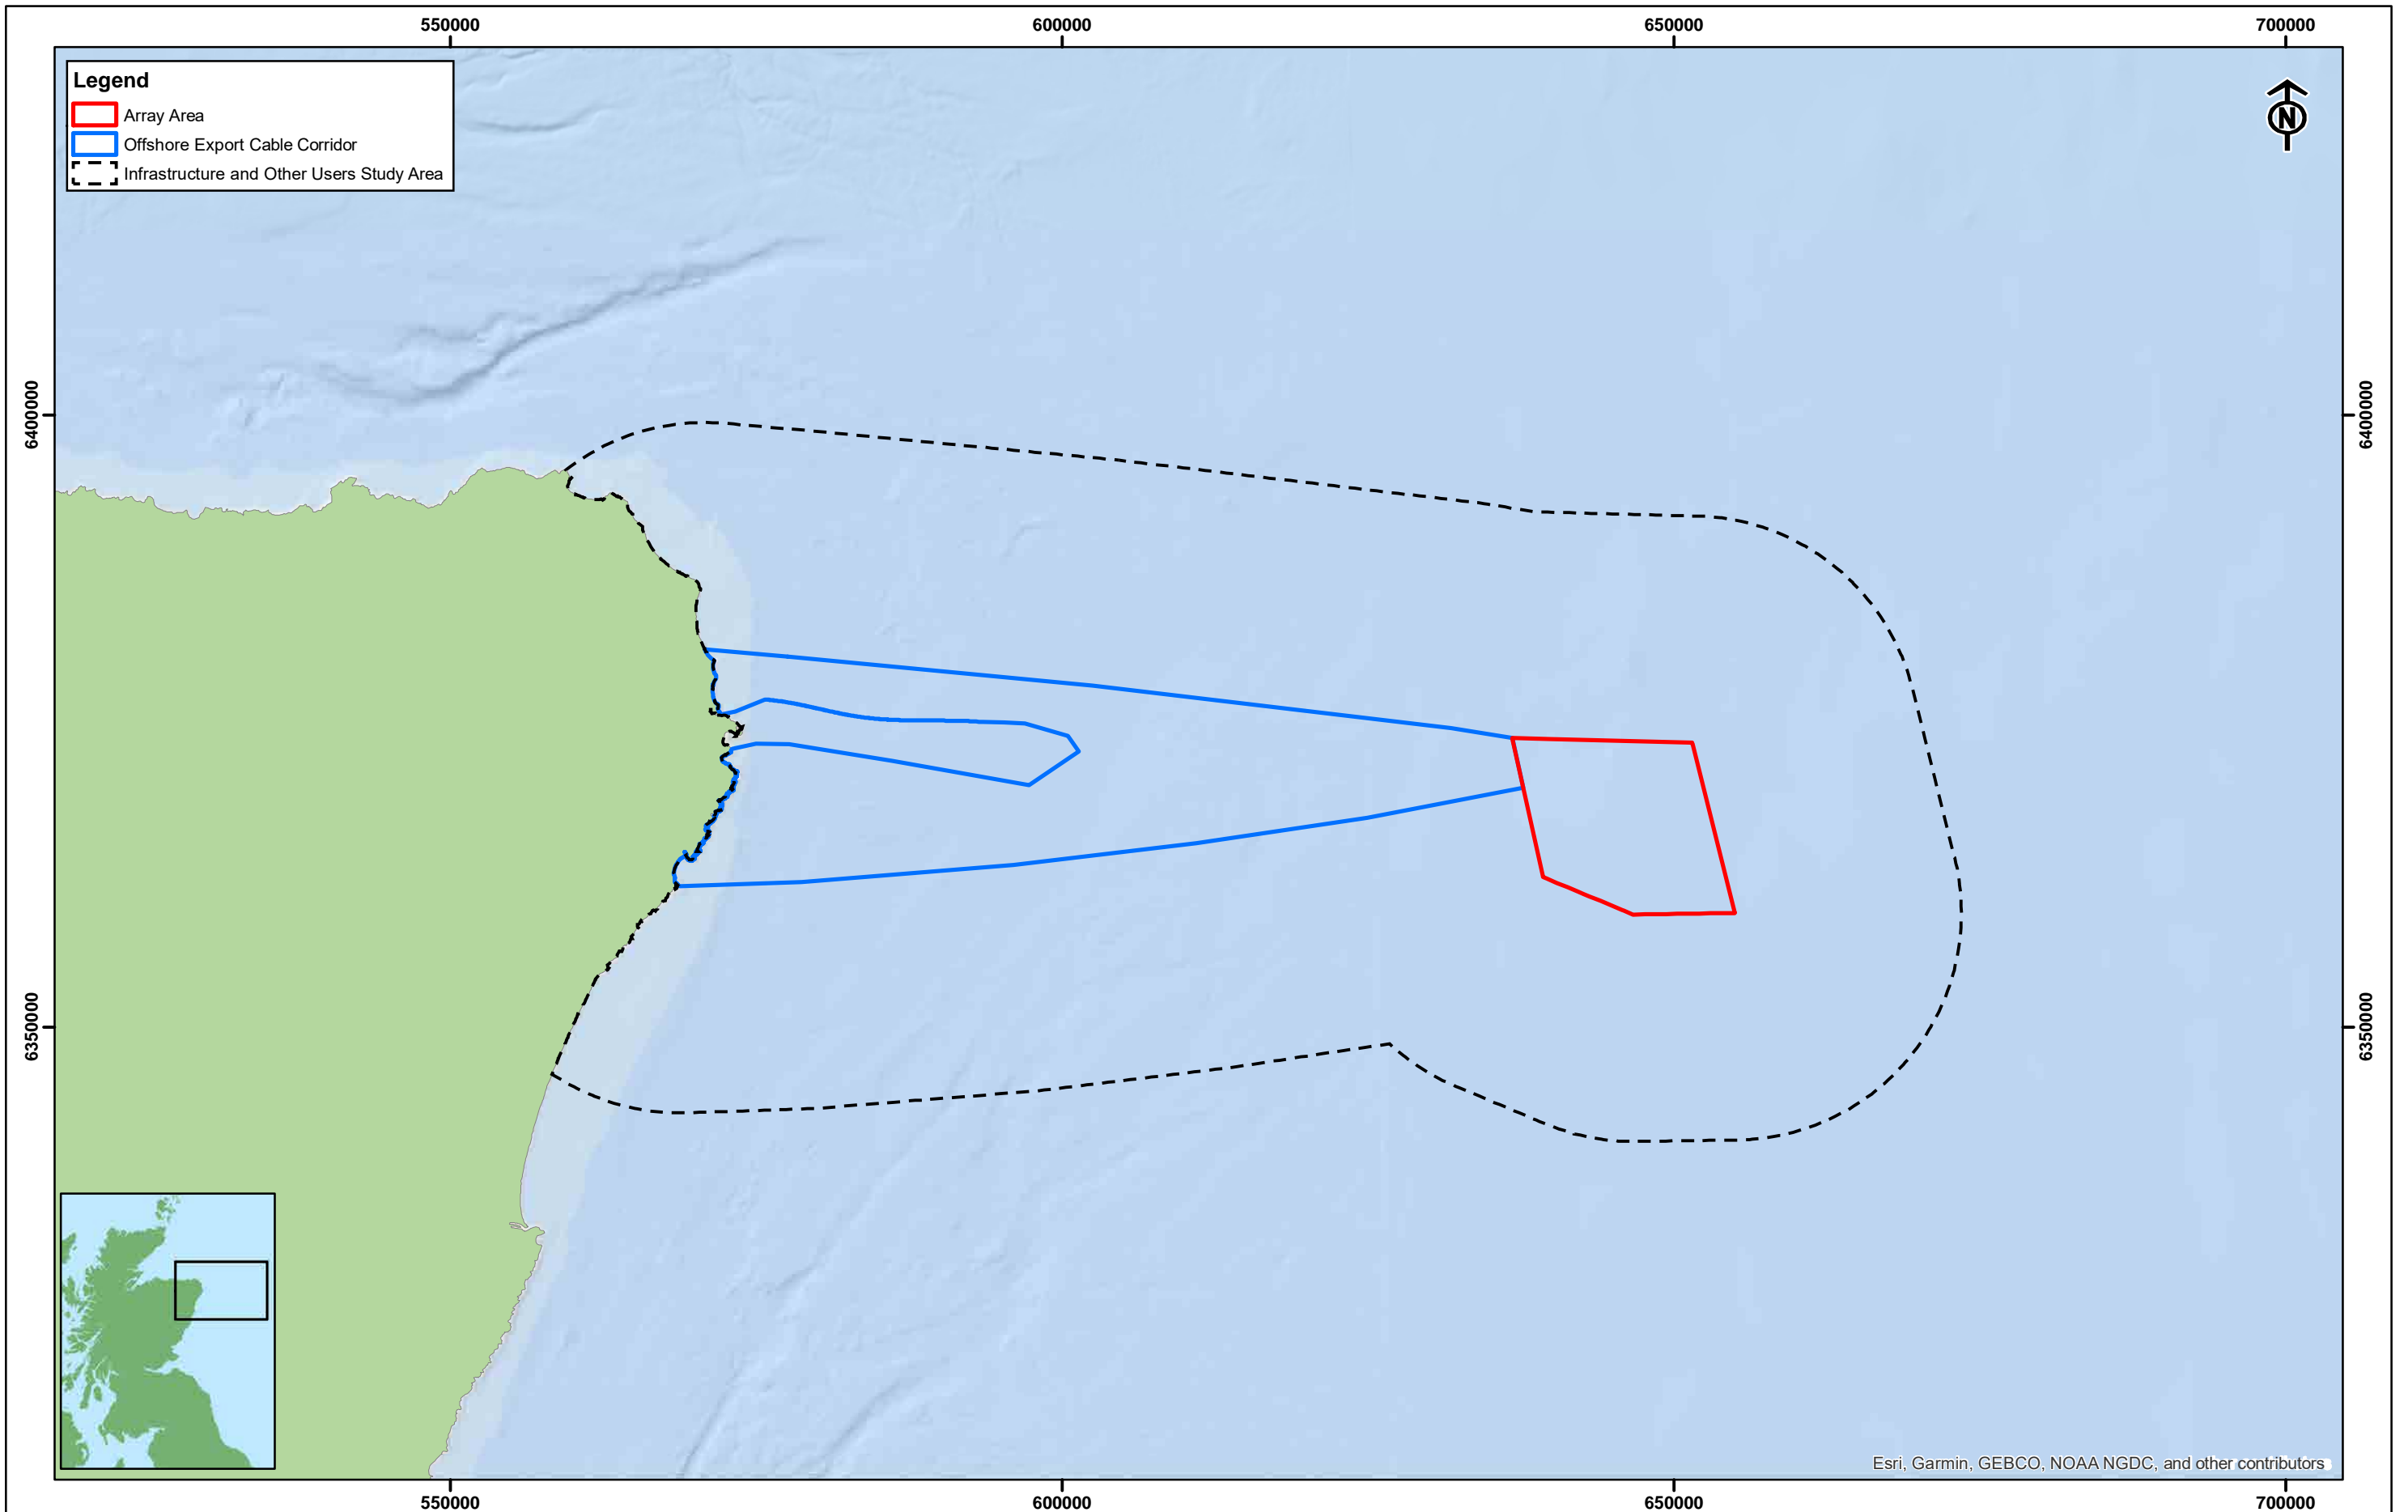 550000 600000 650000 700000
Legend
Array Area
Offshore Export Cable Corridor
Infrastructure and Other Users Study Area
N
6400000 6400000
6350000 6350000
Esri, Garmin, GEBCO, NOAA NGDC, and other contributors
550000 600000 650000 700000